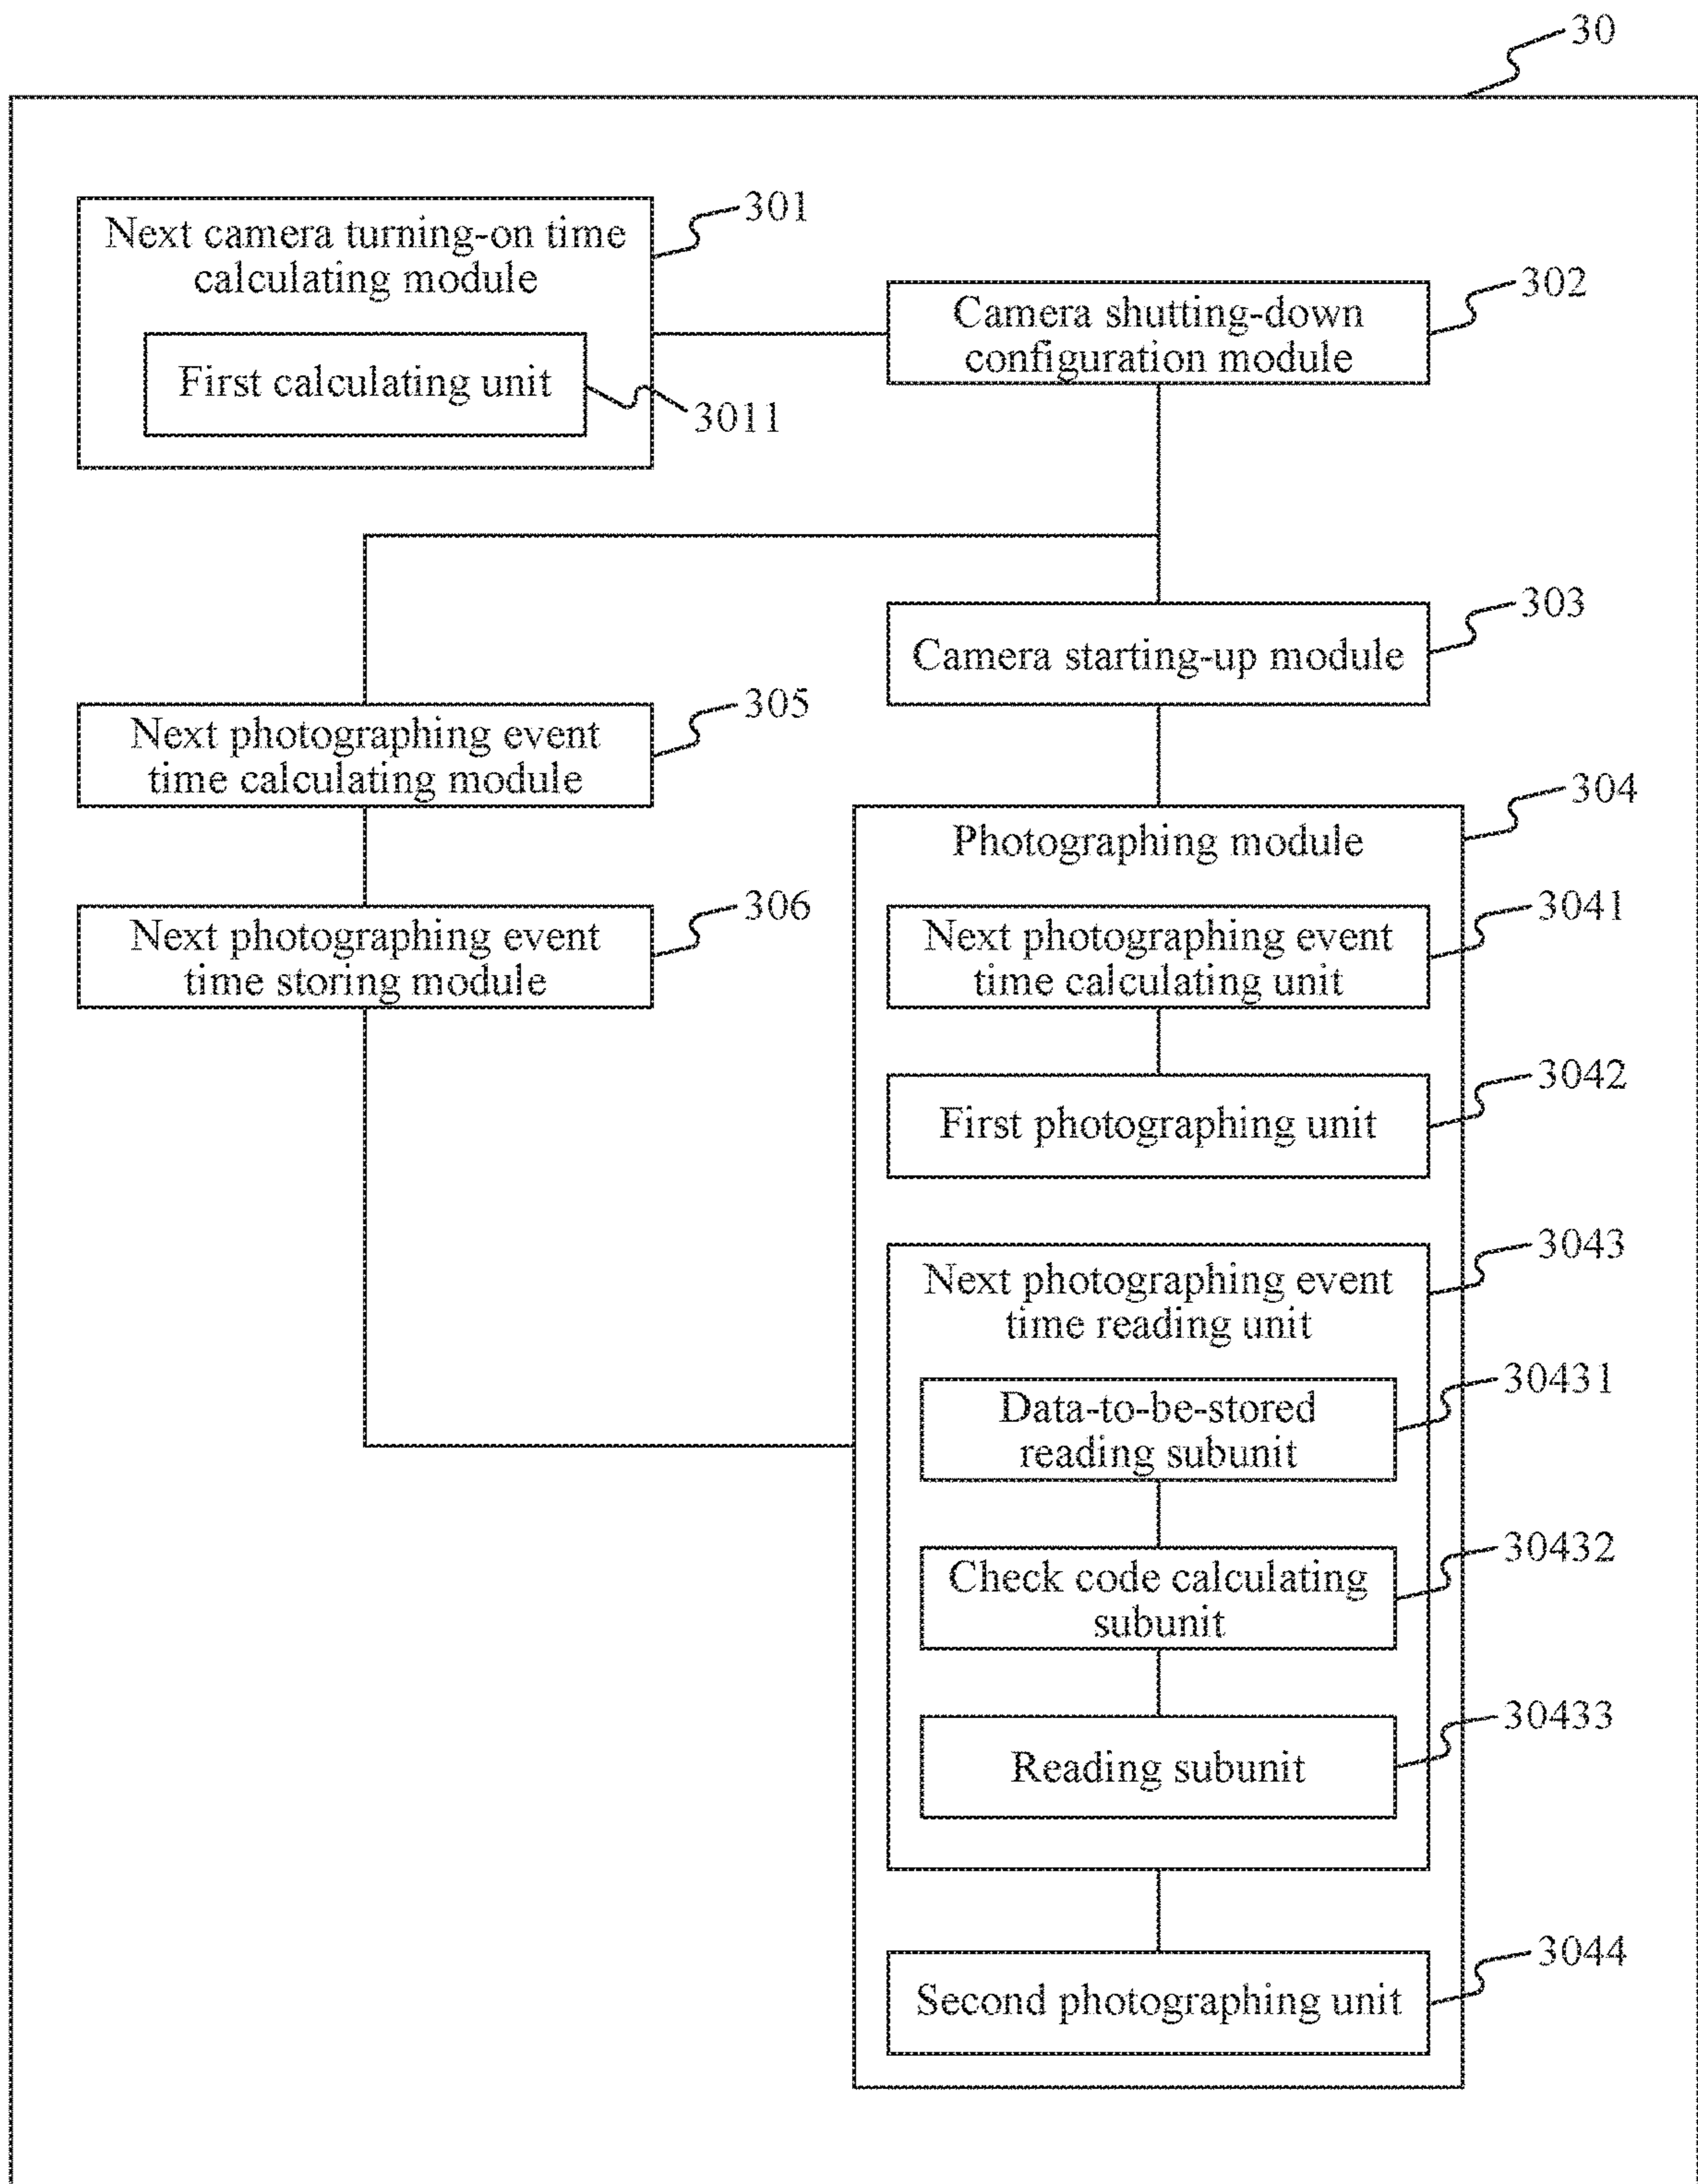 30
301
Next camera turning-on time
calculating module
302
Camera shutting-down
configuration module
First calculating unit
3011
303
Camera starting-up module
305
Next photographing event
time calculating module
304
Photographing module
306
Next photographing event
time storing module
3041
Next photographing event
time calculating unit
3042
First photographing unit
3043
Next photographing event
time reading unit
30431
Data-to-be-stored
reading subunit
30432
Check code calculating
subunit
30433
Reading subunit
3044
Second photographing unit